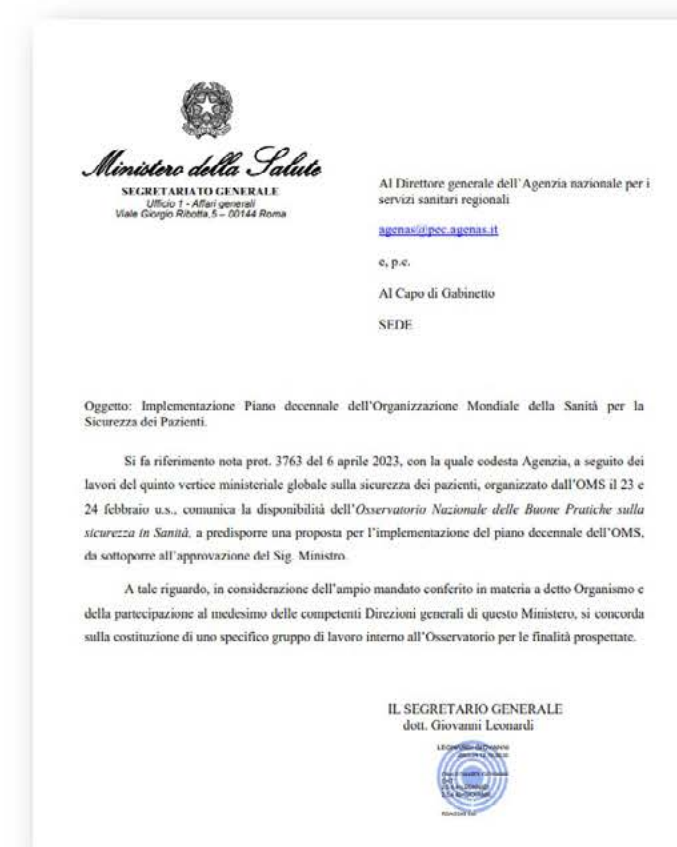 Ministero della Salute
SEGRETARIATO GENERALE
Ufficio 1 - Affari generali
Viale Giorgio Ribotta, 5 – 00144 Roma
Al Direttore generale dell'Agenzia nazionale per i
servizi sanitari regionali
agenas@pec.agenas.it
e, p.c.
Al Capo di Gabinetto
SEDE
Oggetto: Implementazione Piano decennale dell'Organizzazione Mondiale della Sanità per la
Sicurezza dei Pazienti.
Si fa riferimento nota prot. 3763 del 6 aprile 2023, con la quale codesta Agenzia, a seguito dei
lavori del quinto vertice ministeriale globale sulla sicurezza dei pazienti, organizzato dall'OMS il 23 e
24 febbraio u.s., comunica la disponibilità dell'Osservatorio Nazionale delle Buone Pratiche sulla
sicurezza in Sanità, a predisporre una proposta per l'implementazione del piano decennale dell'OMS,
da sottoporre all'approvazione del Sig. Ministro.
A tale riguardo, in considerazione dell'ampio mandato conferito in materia a detto Organismo e
della partecipazione al medesimo delle competenti Direzioni generali di questo Ministero, si concorda
sulla costituzione di uno specifico gruppo di lavoro interno all'Osservatorio per le finalità prospettate.
IL SEGRETARIO GENERALE
dott. Giovanni Leonardi